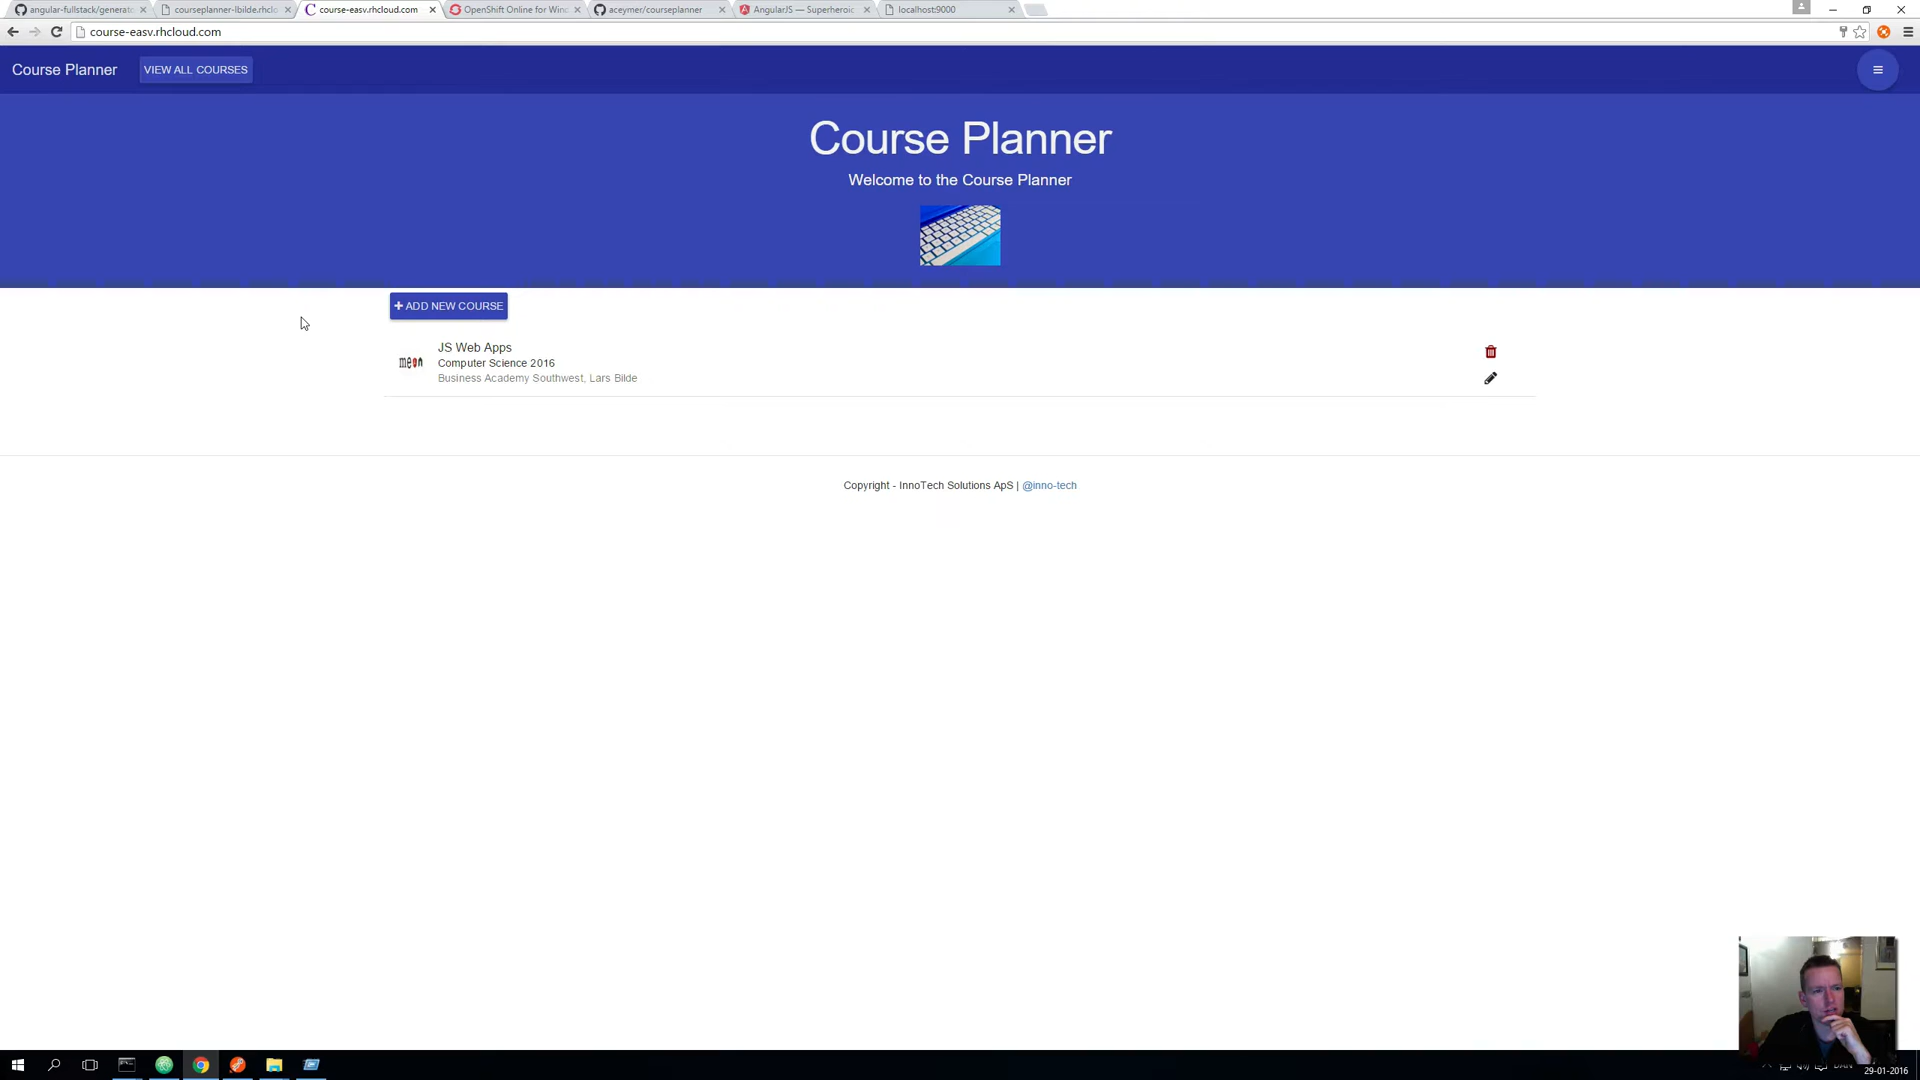 angular-fullstack/generato
courseplanner-lbilde.rhclo
course-easv.rhcloud.com
OpenShift Online for Wind
aceymer/courseplanner
AngularJS — Superheroic
localhost:9000
course-easv.rhcloud.com
Course Planner
VIEW ALL COURSES
Course Planner
Welcome to the Course Planner
ADD NEW COURSE
mean
JS Web Apps
Computer Science 2016
Business Academy Southwest, Lars Bilde
Copyright - InnoTech Solutions ApS | @inno-tech
29-01-2016